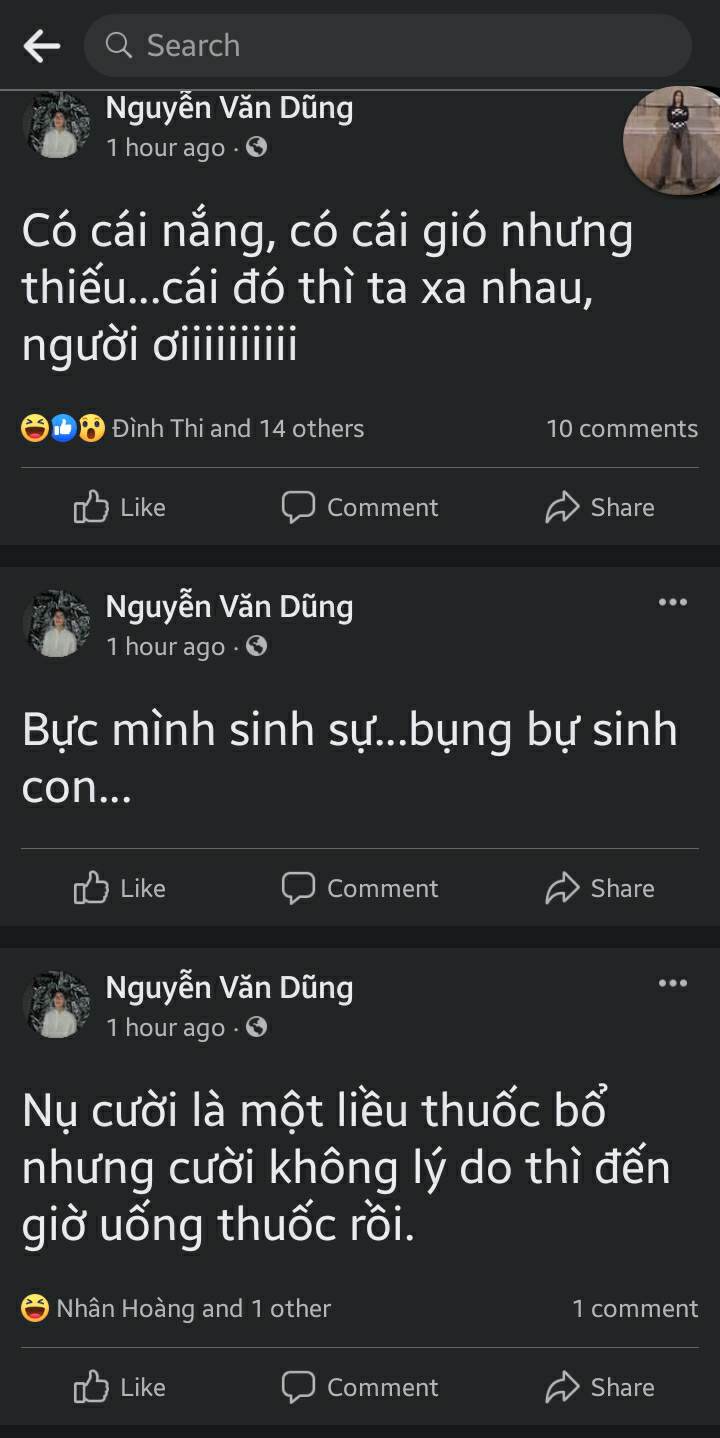 Search
Nguyễn Văn Dũng
1 hour ago ·
Có cái nắng, có cái gió nhưng
thiếu...cái đó thì ta xa nhau,
người ơiiiiiiiiiii
Đình Thi and 14 others
10 comments
Like
Comment
Share
Nguyễn Văn Dũng
1 hour ago ·
Bực mình sinh sự...bụng bự sinh
con...
Like
Comment
Share
Nguyễn Văn Dũng
1 hour ago ·
Nụ cười là một liều thuốc bổ
nhưng cười không lý do thì đến
giờ uống thuốc rồi.
Nhân Hoàng and 1 other
1 comment
Like
Comment
Share